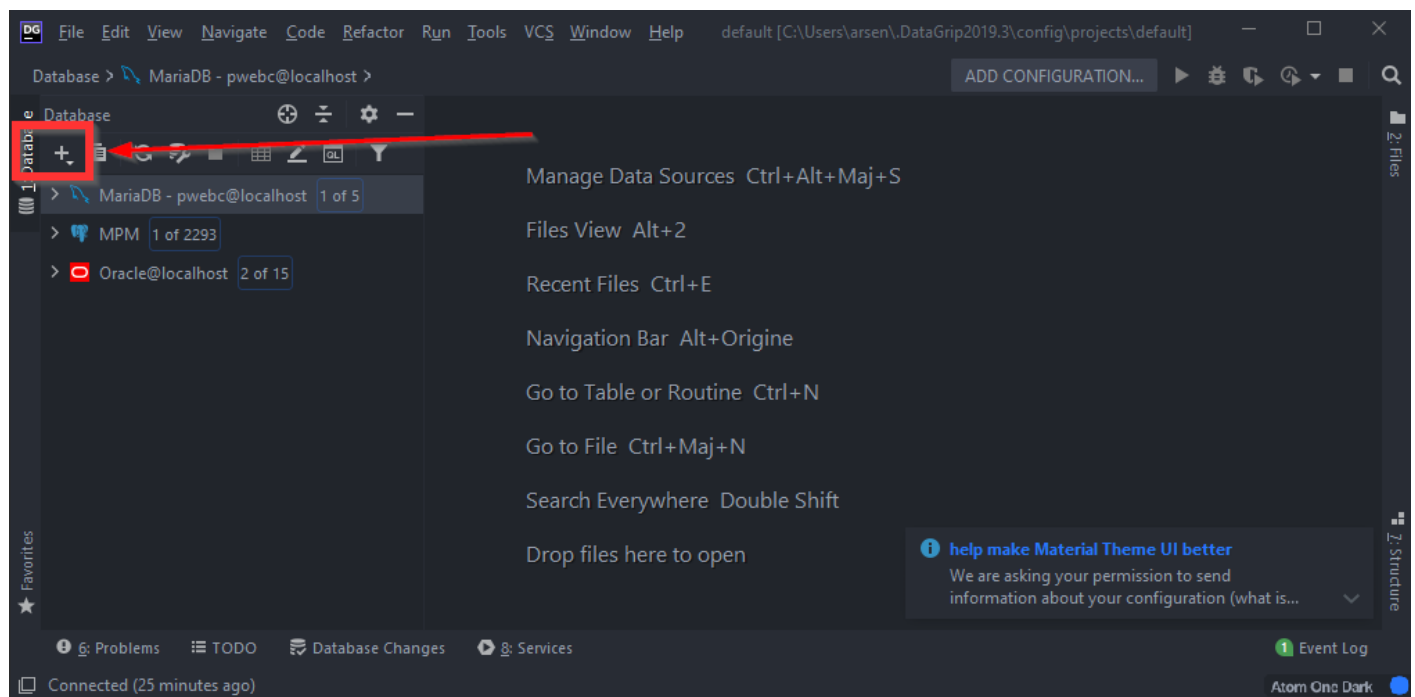 DG File Edit View Navigate Code Refactor Run Tools VCS Window Help default [C:\Users\arsen\.DataGrip2019.3\config\projects\default]
Database > MariaDB - pwebc@localhost > ADD CONFIGURATION...
1: Database
Database
QL
MariaDB - pwebc@localhost 1 of 5
MPM 1 of 2293
Oracle@localhost 2 of 15
Manage Data Sources Ctrl+Alt+Maj+S
Files View Alt+2
Recent Files Ctrl+E
Navigation Bar Alt+Origine
Go to Table or Routine Ctrl+N
Go to File Ctrl+Maj+N
Search Everywhere Double Shift
Drop files here to open
2: Files
7: Structure
Favorites
help make Material Theme UI better
We are asking your permission to send
information about your configuration (what is...
6: Problems TODO Database Changes 8: Services 1 Event Log
Connected (25 minutes ago) Atom One Dark